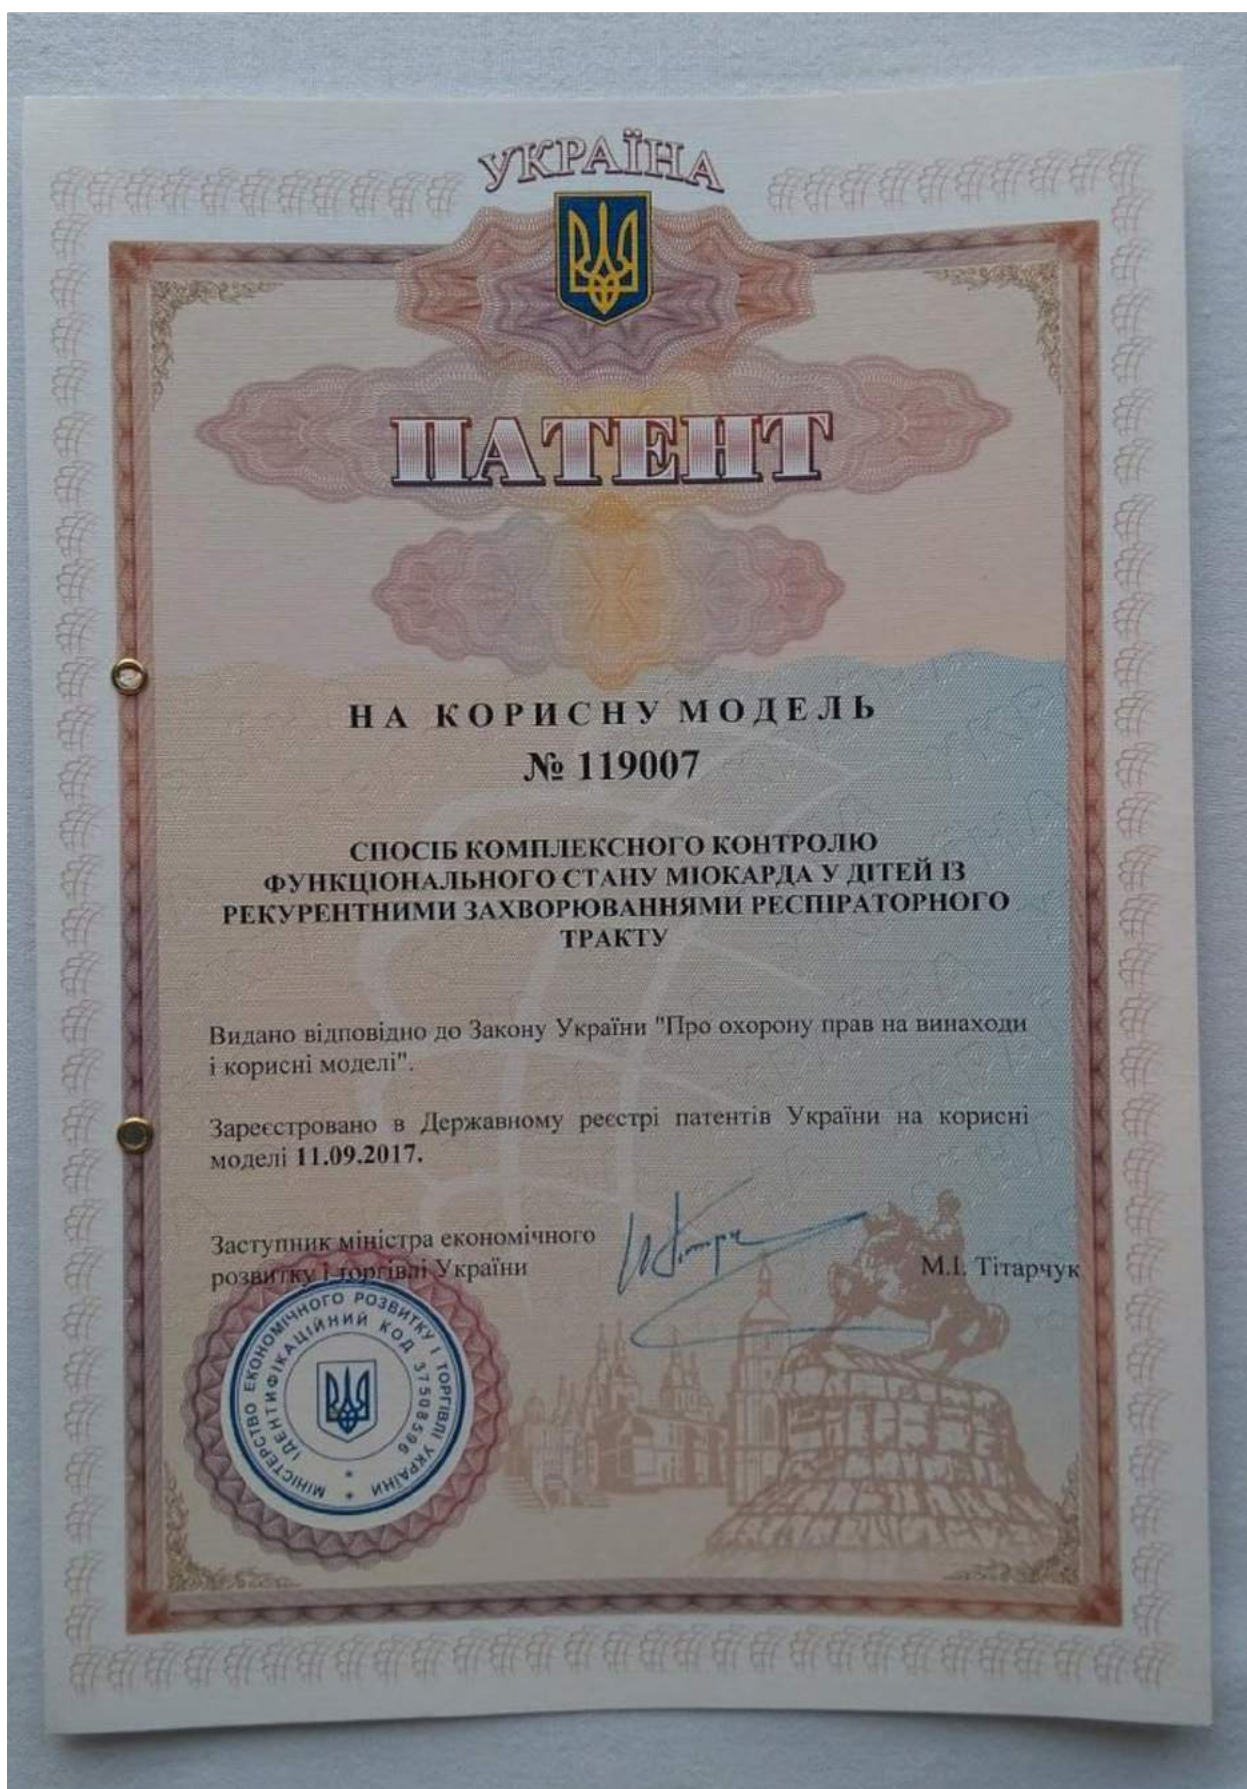 УКРАЇНА
ПАТЕНТ
НА КОРИСНУ МОДЕЛЬ
№ 119007
СПОСІБ КОМПЛЕКСНОГО КОНТРОЛЮ
ФУНКЦІОНАЛЬНОГО СТАНУ МІОКАРДА У ДІТЕЙ ІЗ
РЕКУРЕНТНИМИ ЗАХВОРЮВАННЯМИ РЕСПІРАТОРНОГО
ТРАКТУ
Видано відповідно до Закону України "Про охорону прав на винаходи
і корисні моделі".
Зареєстровано в Державному реєстрі патентів України на корисні
моделі 11.09.2017.
Заступник міністра економічного
розвитку і торгівлі України
М.І. Тітарчук
МІНІСТЕРСТВО ЕКОНОМІЧНОГО РОЗВИТКУ І ТОРГІВЛІ УКРАЇНИ *
ІДЕНТИФІКАЦІЙНИЙ КОД 37508596 *